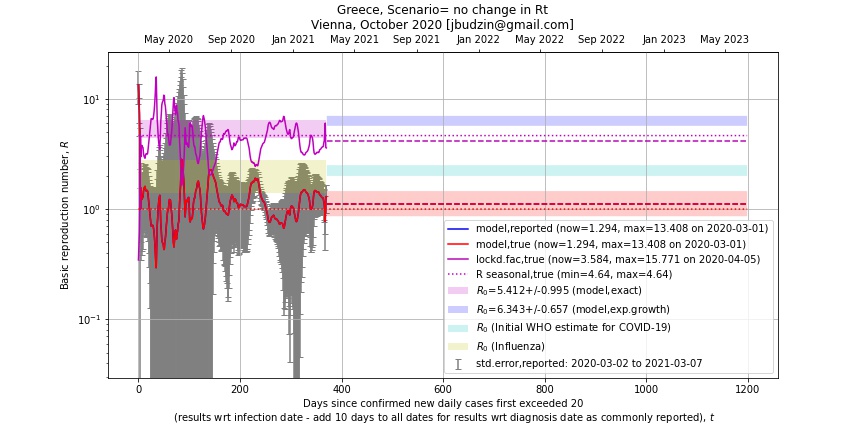 Greece, Scenario= no change in Rt
Vienna, October 2020 [jbudzin@gmail.com]
May 2020 Sep 2020 Jan 2021 May 2021 Sep 2021 Jan 2022 May 2022 Sep 2022 Jan 2023 May 2023
Basic reproduction number, R
10¹
10⁰
10⁻¹
model,reported (now=1.294, max=13.408 on 2020-03-01)
model,true (now=1.294, max=13.408 on 2020-03-01)
lockd.fac,true (now=3.584, max=15.771 on 2020-04-05)
R seasonal,true (min=4.64, max=4.64)
R₀=5.412+/-0.995 (model,exact)
R₀=6.343+/-0.657 (model,exp.growth)
R₀ (Initial WHO estimate for COVID-19)
R₀ (Influenza)
std.error,reported: 2020-03-02 to 2021-03-07
0 200 400 600 800 1000 1200
Days since confirmed new daily cases first exceeded 20
(results wrt infection date - add 10 days to all dates for results wrt diagnosis date as commonly reported), t